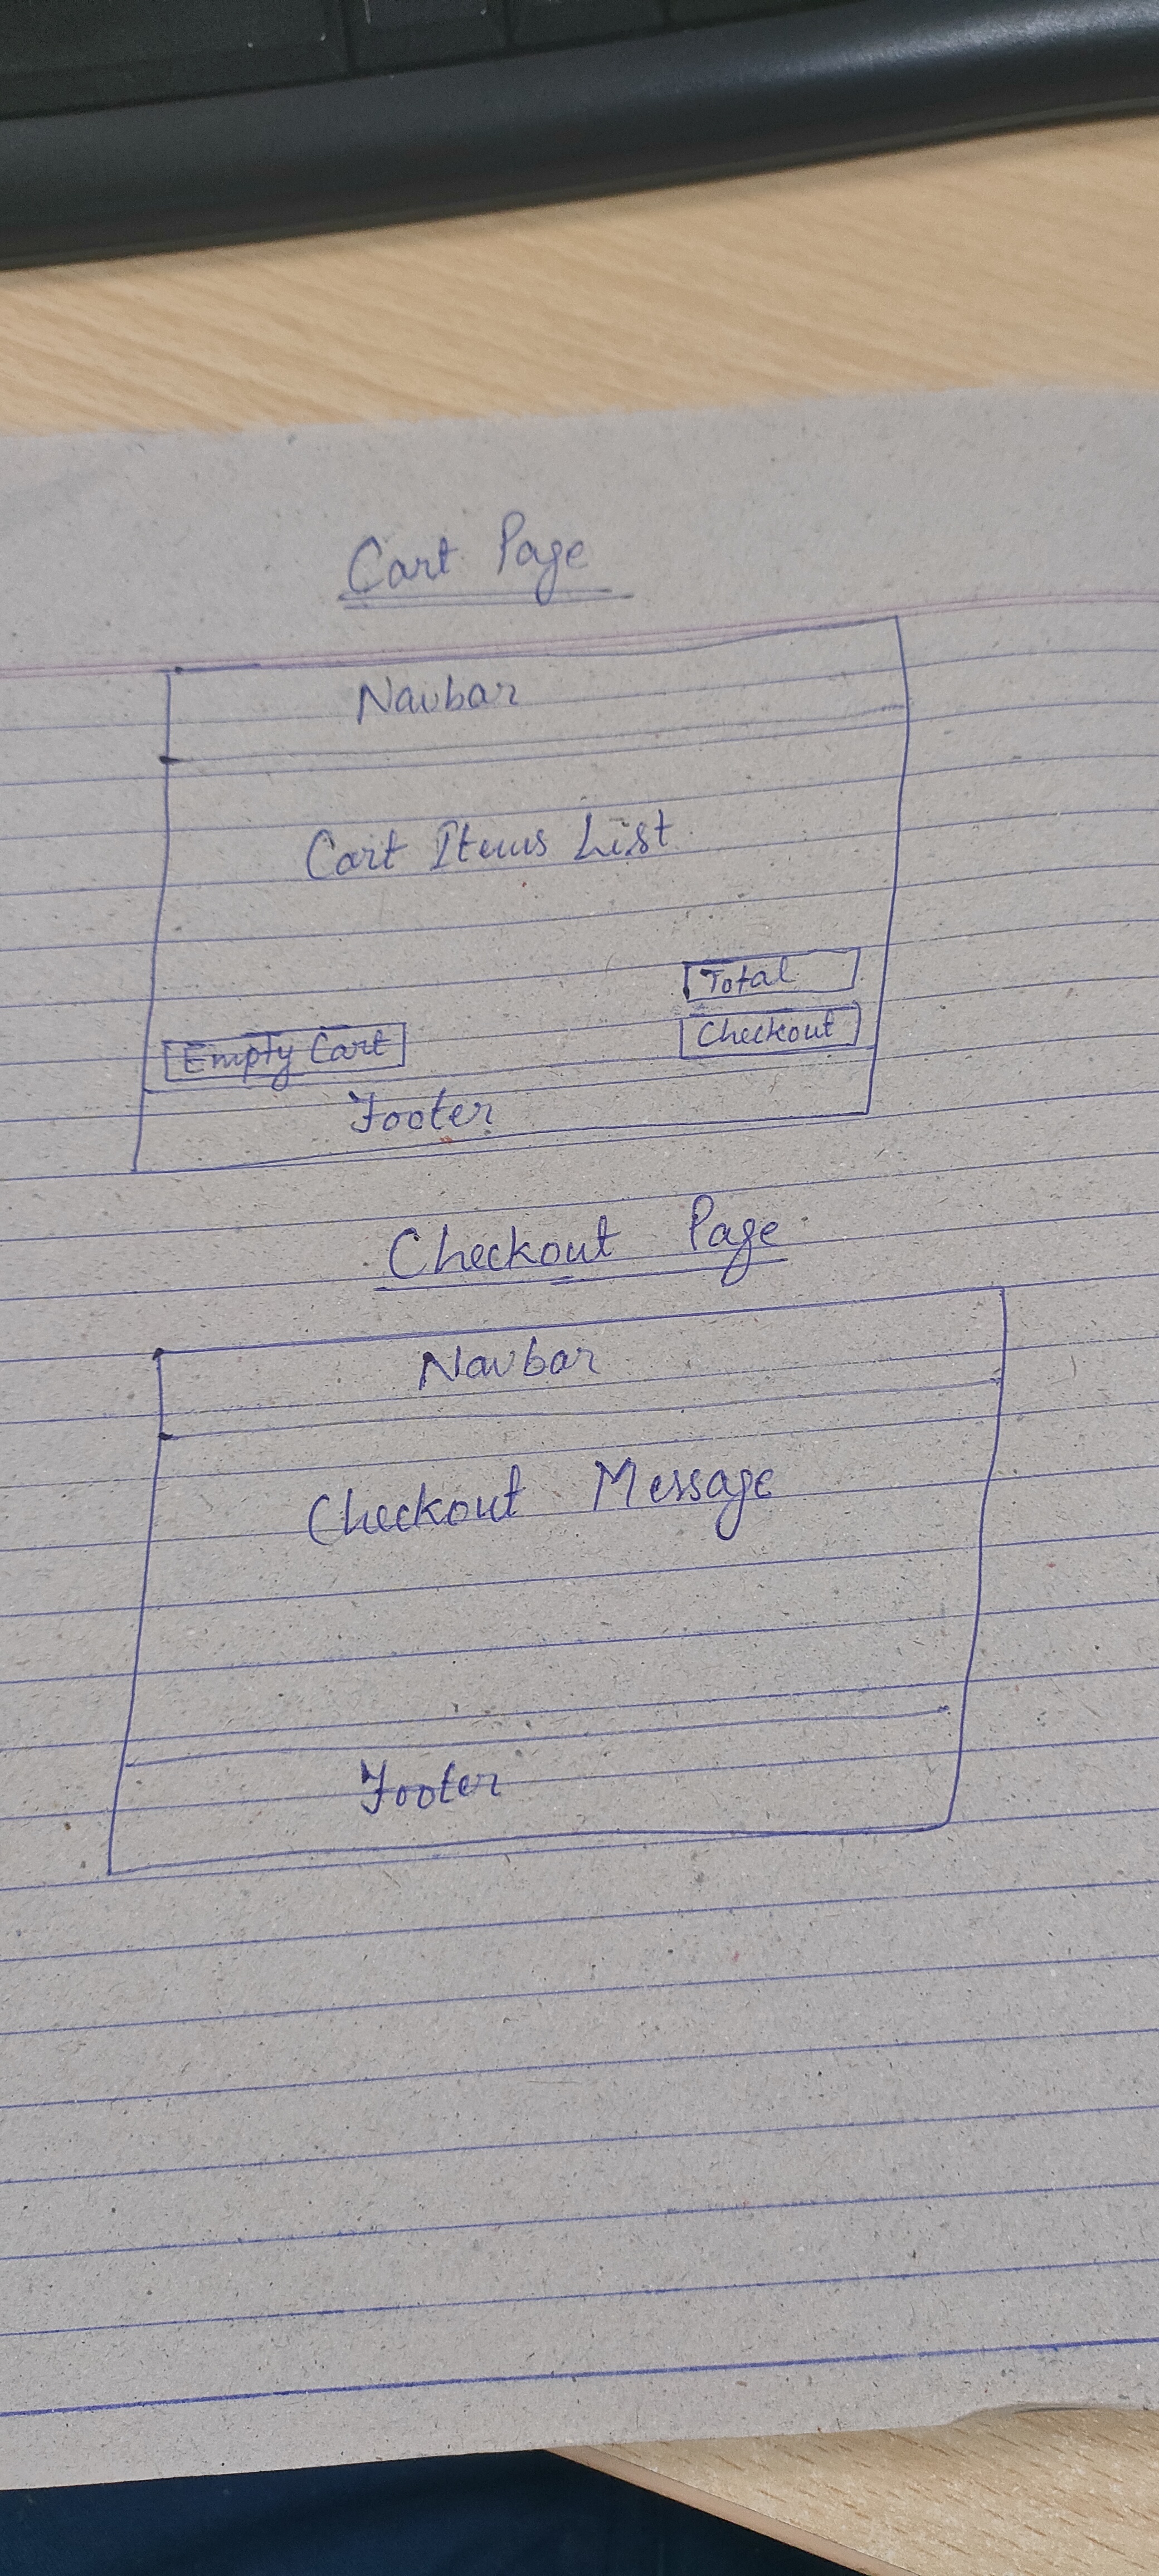 Cart Page
Navbar
Cart Items List
Total
Checkout
Empty Cart
Footer
Checkout Page
Navbar
Checkout Message
Footer